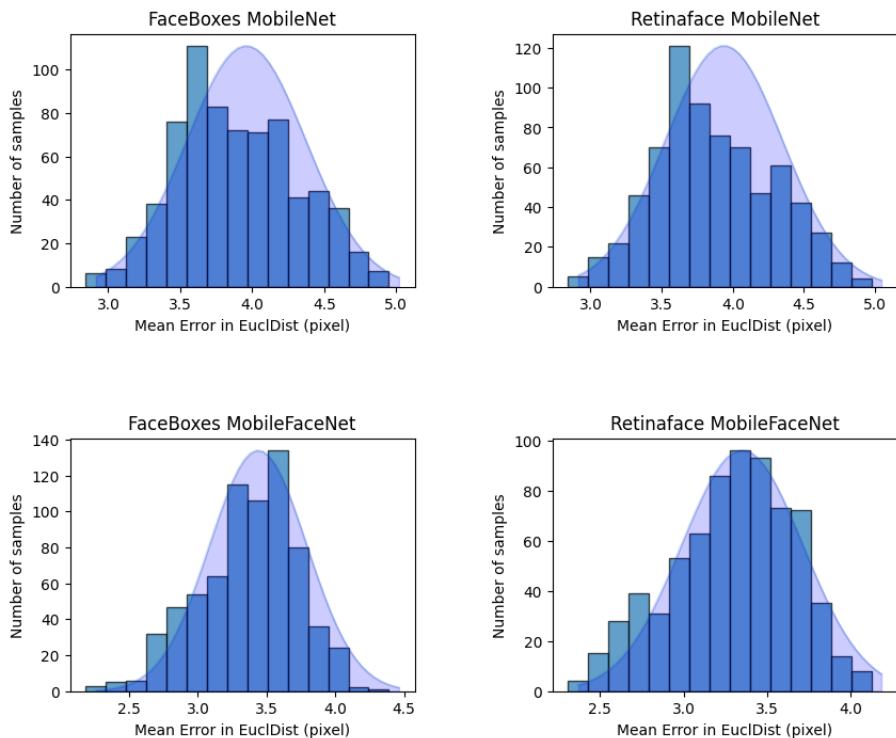 FaceBoxes MobileNet
Number of samples
100
80
60
40
20
0
3.0 3.5 4.0 4.5 5.0
Mean Error in EuclDist (pixel)
Retinaface MobileNet
Number of samples
120
100
80
60
40
20
0
3.0 3.5 4.0 4.5 5.0
Mean Error in EuclDist (pixel)
FaceBoxes MobileFaceNet
Number of samples
140
120
100
80
60
40
20
0
2.5 3.0 3.5 4.0 4.5
Mean Error in EuclDist (pixel)
Retinaface MobileFaceNet
Number of samples
100
80
60
40
20
0
2.5 3.0 3.5 4.0
Mean Error in EuclDist (pixel)